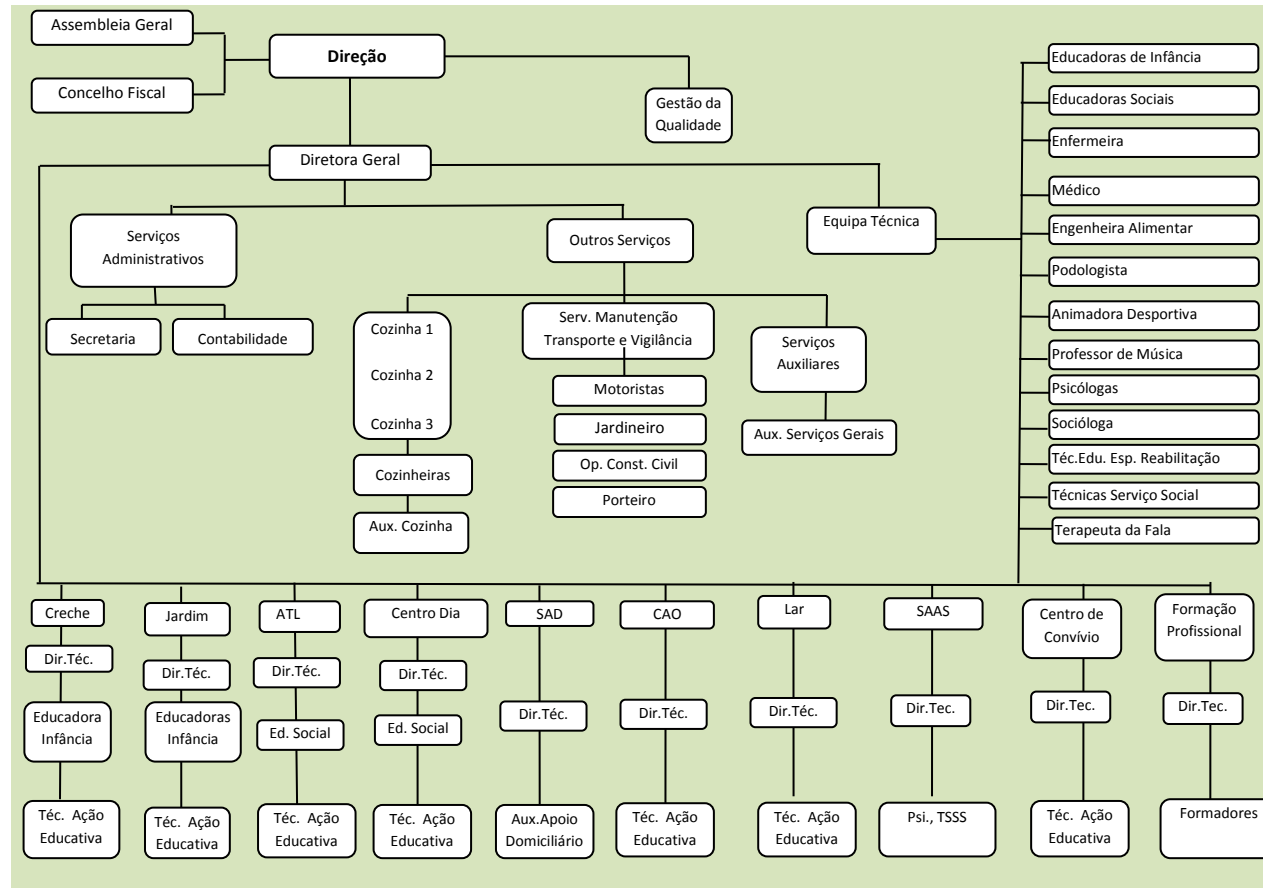 Assembleia Geral
Direção
Concelho Fiscal
Gestão da
Qualidade
Diretora Geral
Serviços
Administrativos
Secretaria
Contabilidade
Outros Serviços
Cozinha 1
Cozinha 2
Cozinha 3
Cozinheiras
Aux. Cozinha
Serv. Manutenção
Transporte e Vigilância
Motoristas
Jardineiro
Op. Const. Civil
Porteiro
Serviços
Auxiliares
Aux. Serviços Gerais
Equipa Técnica
Educadoras de Infância
Educadoras Sociais
Enfermeira
Médico
Engenheira Alimentar
Podologista
Animadora Desportiva
Professor de Música
Psicólogas
Socióloga
Téc.Edu. Esp. Reabilitação
Técnicas Serviço Social
Terapeuta da Fala
Creche
Dir.Téc.
Educadora
Infância
Téc. Ação
Educativa
Jardim
Dir.Téc.
Educadoras
Infância
Téc. Ação
Educativa
ATL
Dir.Téc.
Ed. Social
Téc. Ação
Educativa
Centro Dia
Dir.Téc.
Ed. Social
Téc. Ação
Educativa
SAD
Dir.Téc.
Aux.Apoio
Domiciliário
CAO
Dir.Téc.
Téc. Ação
Educativa
Lar
Dir.Téc.
Téc. Ação
Educativa
SAAS
Dir.Tec.
Psi., TSSS
Centro de
Convívio
Dir.Tec.
Téc. Ação
Educativa
Formação
Profissional
Dir.Tec.
Formadores